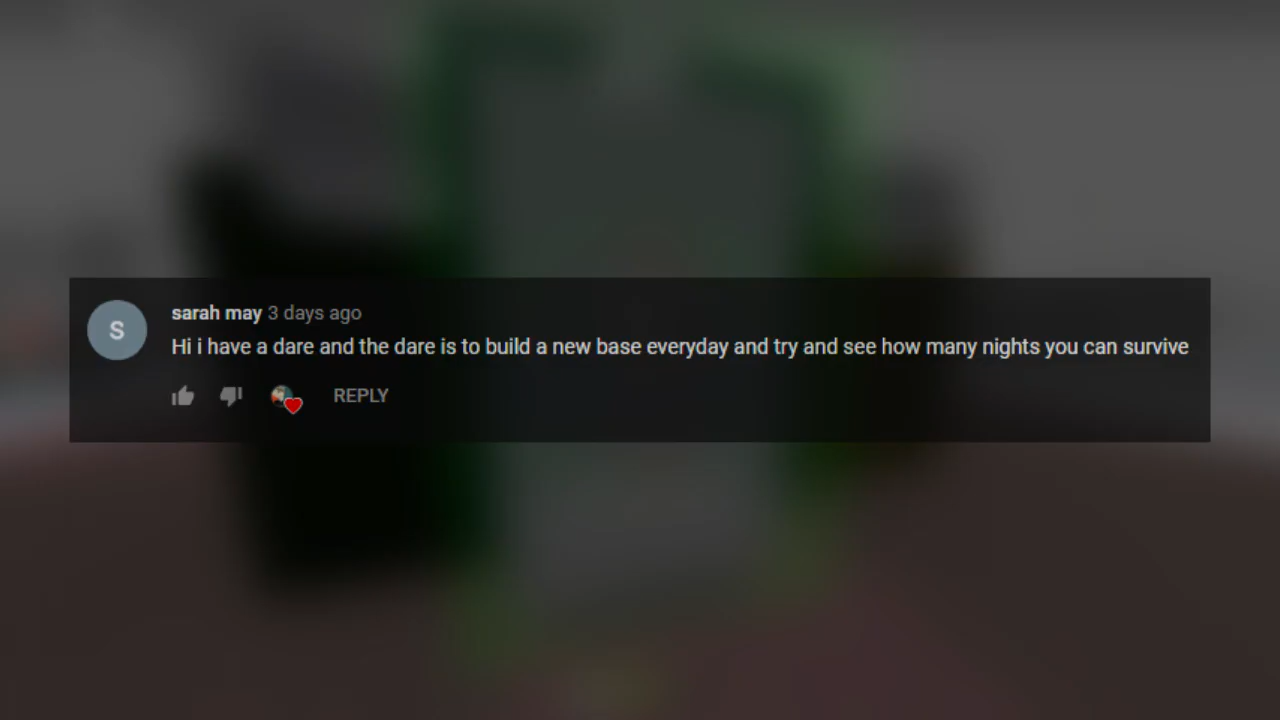 sarah may 3 days ago
Hi i have a dare and the dare is to build a new base everyday and try and see how many nights you can survive
REPLY
S